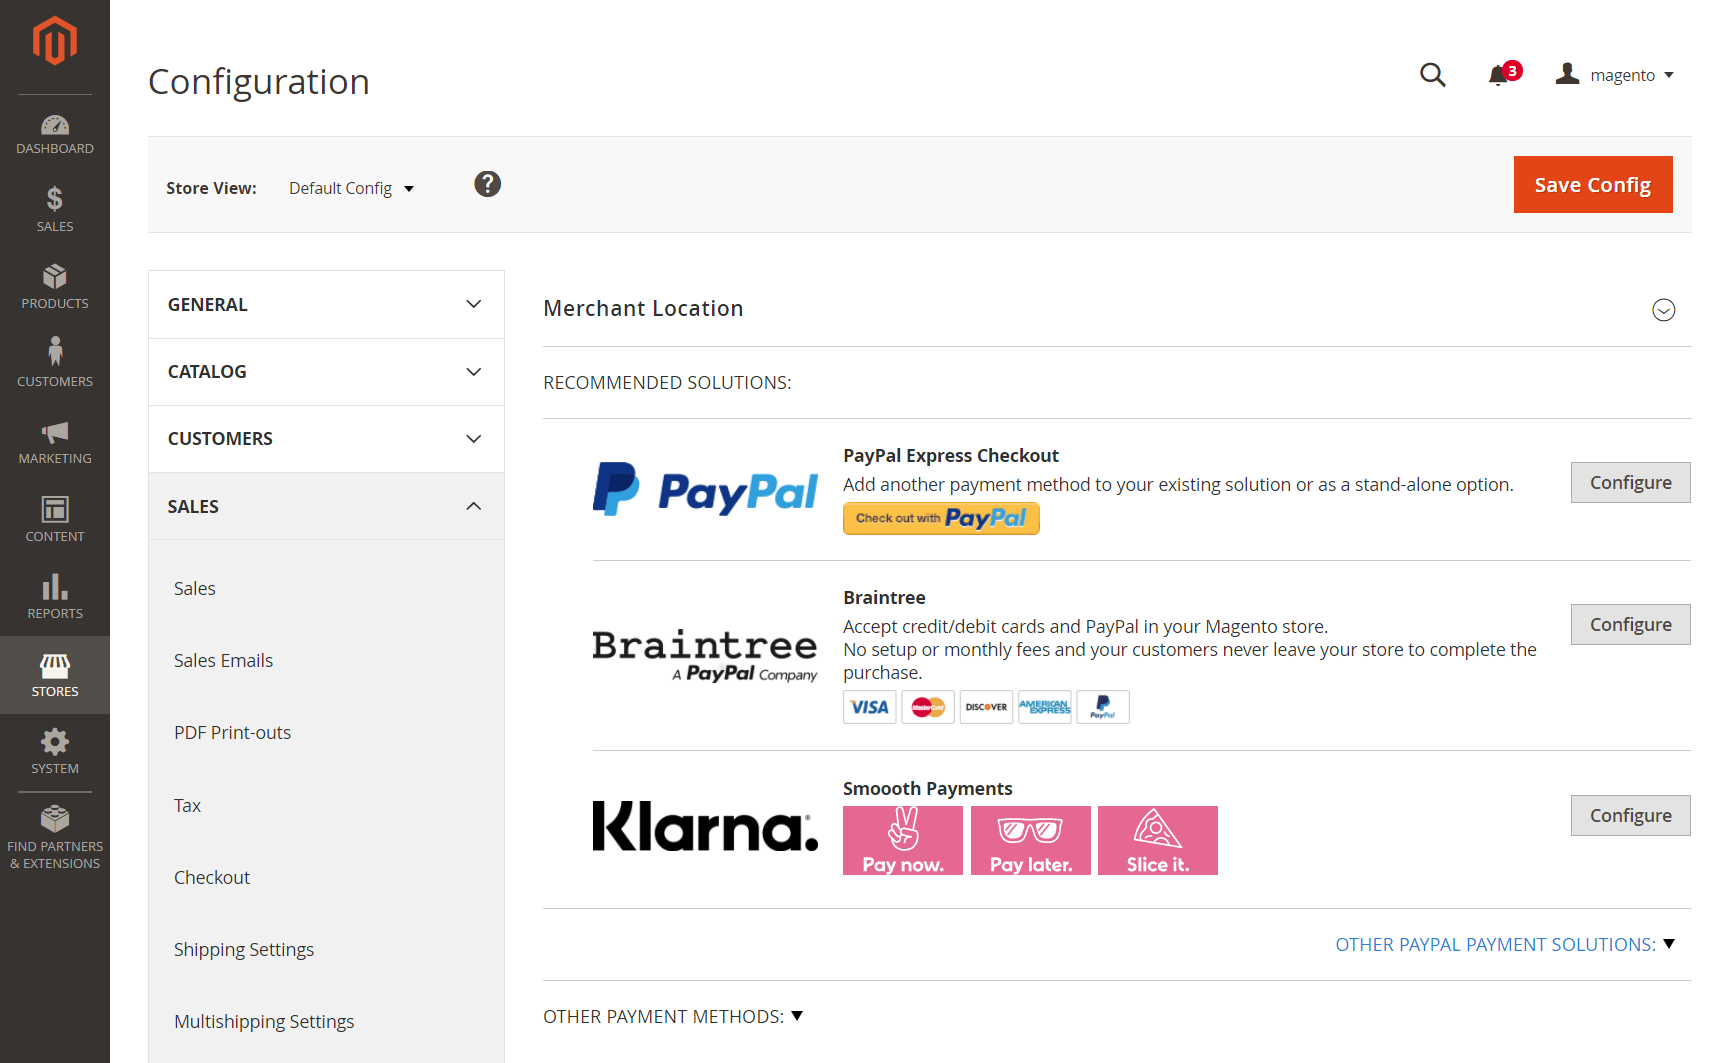 DASHBOARD
SALES
PRODUCTS
CUSTOMERS
MARKETING
CONTENT
REPORTS
STORES
SYSTEM
FIND PARTNERS
& EXTENSIONS
Configuration
3
magento
Store View:
Default Config
?
Save Config
GENERAL
CATALOG
CUSTOMERS
SALES
Sales
Sales Emails
PDF Print-outs
Tax
Checkout
Shipping Settings
Multishipping Settings
Merchant Location
RECOMMENDED SOLUTIONS:
PayPal
PayPal Express Checkout
Add another payment method to your existing solution or as a stand-alone option.
Check out with PayPal
Configure
Braintree
A PayPal Company
Braintree
Accept credit/debit cards and PayPal in your Magento store.
No setup or monthly fees and your customers never leave your store to complete the
purchase.
VISA
MasterCard
DISCOVER
AMERICAN
EXPRESS
PayPal
Configure
Klarna.
Smoooth Payments
Pay now.
Pay later.
Slice it.
Configure
OTHER PAYPAL PAYMENT SOLUTIONS:
OTHER PAYMENT METHODS: